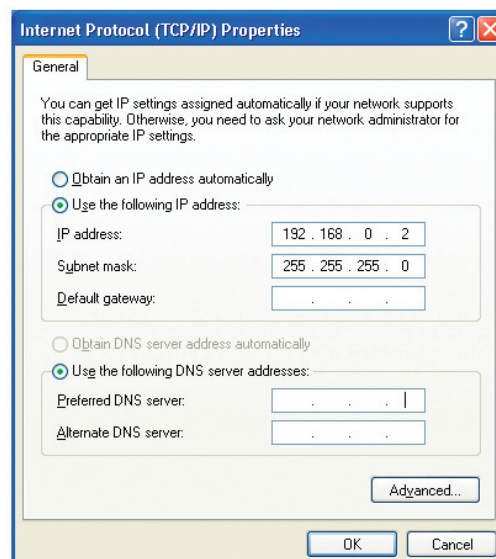 Internet Protocol (TCP/IP) Properties
General
You can get IP settings assigned automatically if your network supports
this capability. Otherwise, you need to ask your network administrator for
the appropriate IP settings.
Obtain an IP address automatically
Use the following IP address:
IP address: 192 . 168 . 0 . 2
Subnet mask: 255 . 255 . 255 . 0
Default gateway: . . .
Obtain DNS server address automatically
Use the following DNS server addresses:
Preferred DNS server: . . .
Alternate DNS server: . . .
Advanced...
OK Cancel